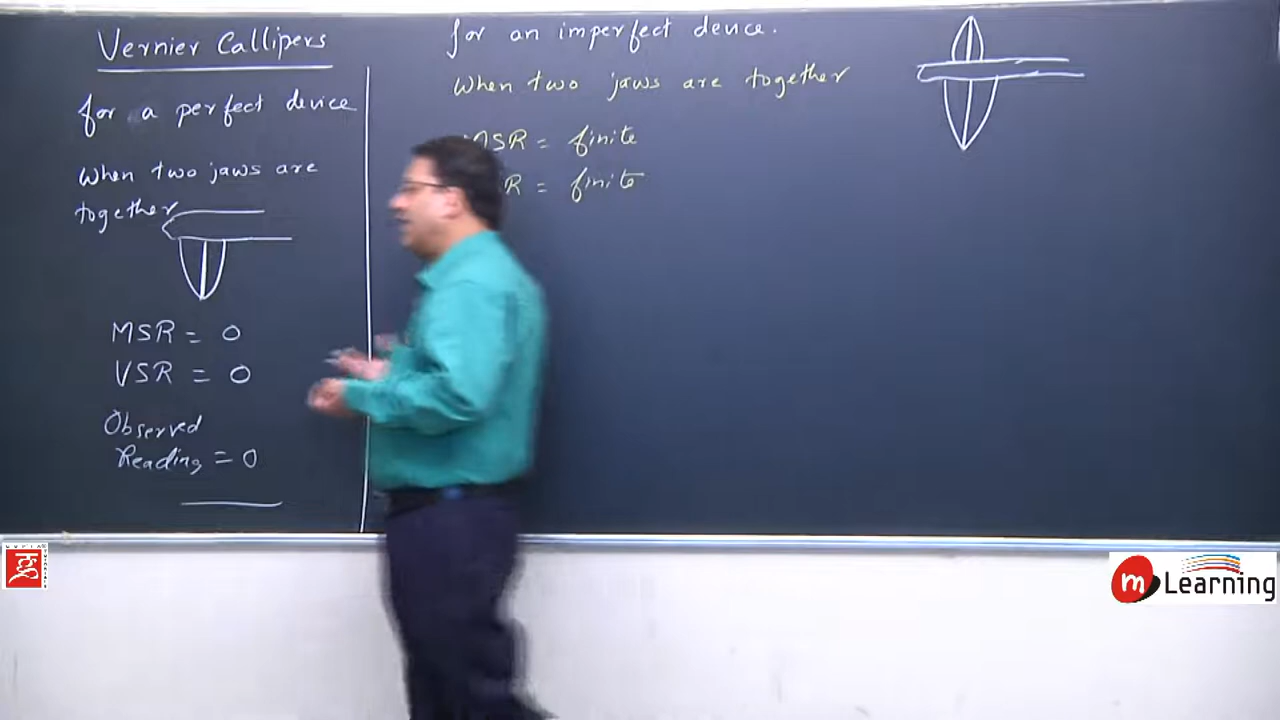 Vernier Callipers
for a perfect device
When two jaws are
together
MSR = 0
VSR = 0
Observed
Reading = 0
for an imperfect device.
When two jaws are together
MSR = finite
R = finite
m Learning